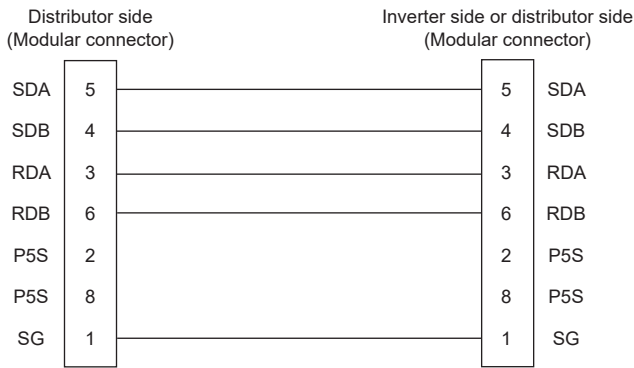 Distributor side
(Modular connector)
Inverter side or distributor side
(Modular connector)
SDA 5 5 SDA
SDB 4 4 SDB
RDA 3 3 RDA
RDB 6 6 RDB
P5S 2 2 P5S
P5S 8 8 P5S
SG 1 1 SG